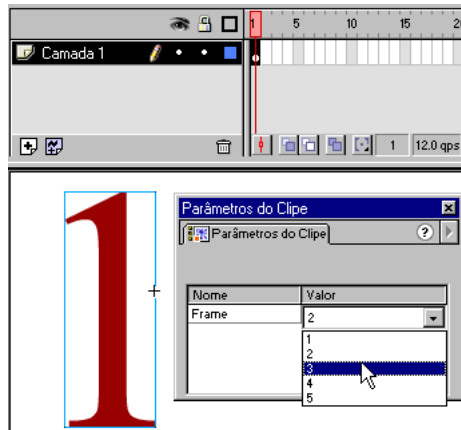 1 5 10 15 2
Camada 1
1 12.0 qps
1
Parâmetros do Clipe
Parâmetros do Clipe ?
Nome Valor
Frame 2
1
2
3
4
5